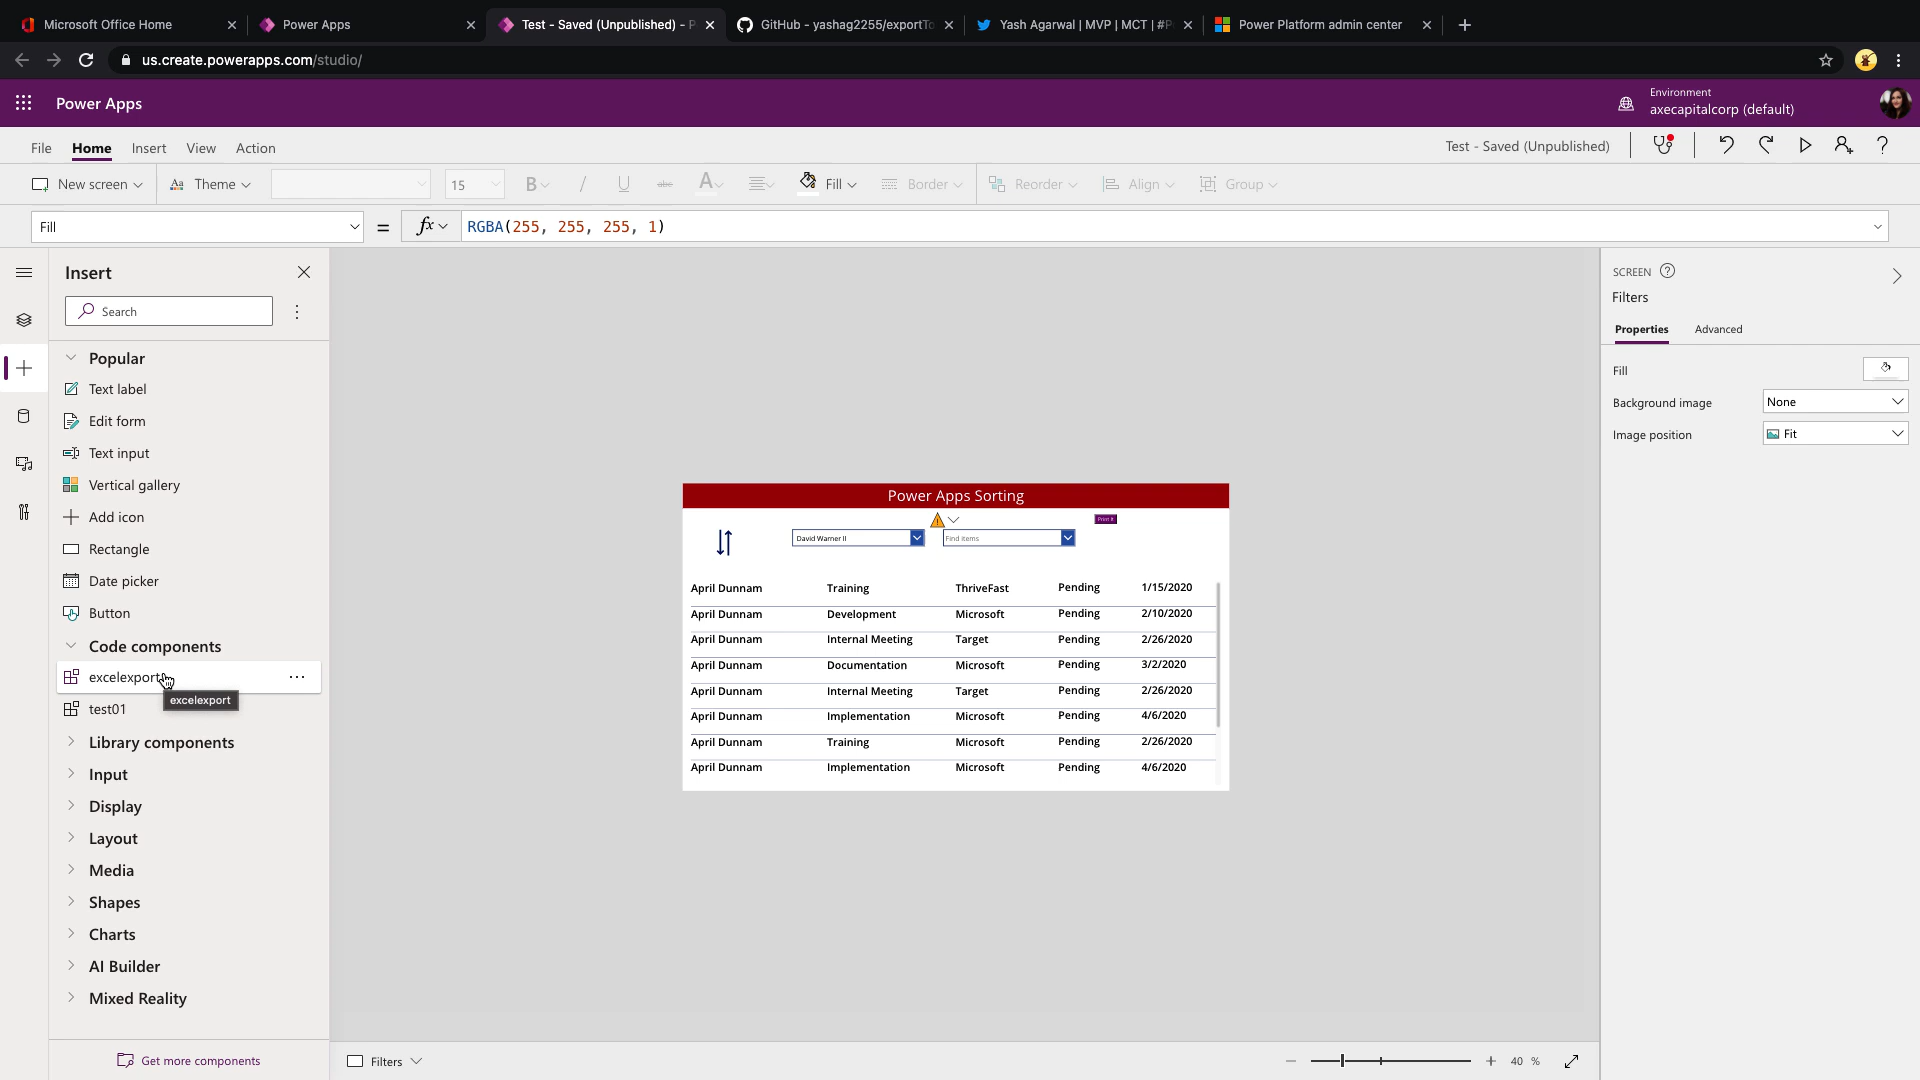 Microsoft Office Home
Power Apps
Test - Saved (Unpublished) - P
GitHub - yashag2255/exportTo
Yash Agarwal | MVP | MCT | #P
Power Platform admin center
us.create.powerapps.com/studio/
Power Apps
Environment
axecapitalcorp (default)
File Home Insert View Action
Test - Saved (Unpublished)
New screen
Theme
15
B
abc
Fill
Border
Reorder
Align
Group
Fill
=
fx
RGBA(255, 255, 255, 1)
Insert
Search
Popular
Text label
Edit form
Text input
Vertical gallery
Add icon
Rectangle
Date picker
Button
Code components
excelexport
excelexport
test01
Library components
Input
Display
Layout
Media
Shapes
Charts
AI Builder
Mixed Reality
Get more components
Power Apps Sorting
Print It
David Warner II
Find items
April Dunnam Training ThriveFast Pending 1/15/2020
April Dunnam Development Microsoft Pending 2/10/2020
April Dunnam Internal Meeting Target Pending 2/26/2020
April Dunnam Documentation Microsoft Pending 3/2/2020
April Dunnam Internal Meeting Target Pending 2/26/2020
April Dunnam Implementation Microsoft Pending 4/6/2020
April Dunnam Training Microsoft Pending 2/26/2020
April Dunnam Implementation Microsoft Pending 4/6/2020
SCREEN
Filters
Properties Advanced
Fill
Background image None
Image position Fit
Filters
40 %